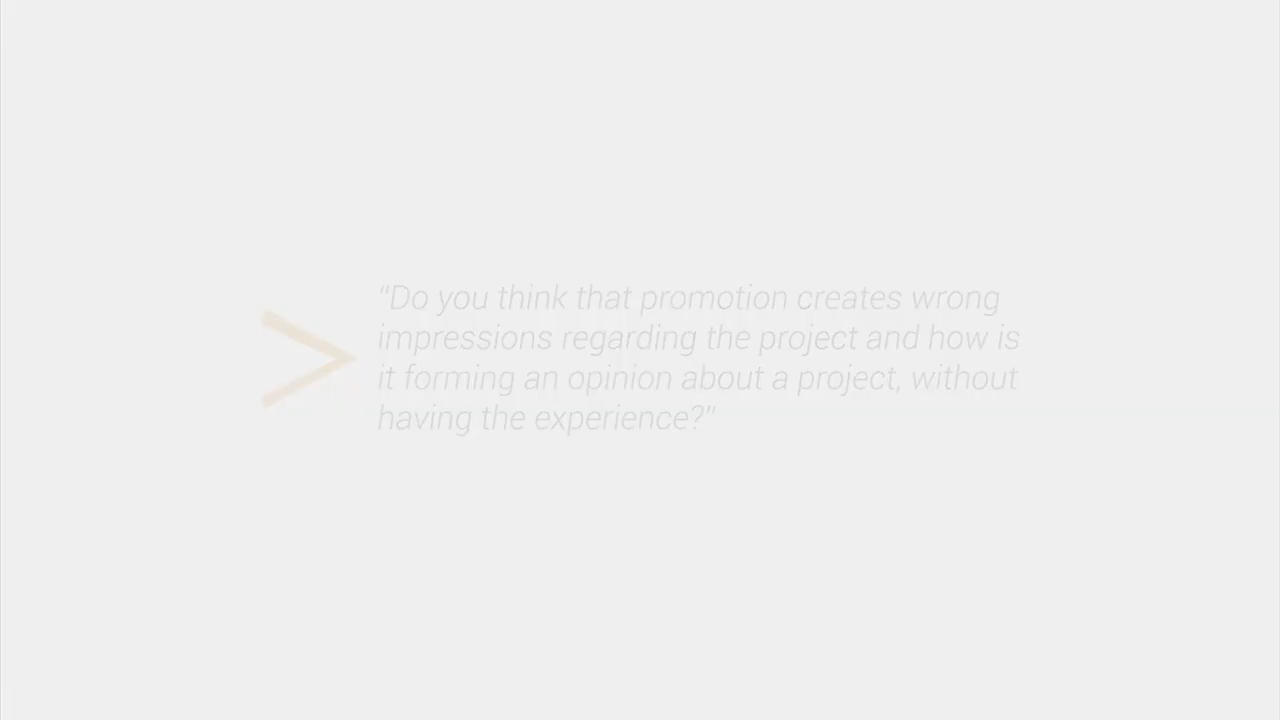 "Do you think that promotion creates wrong
impressions regarding the project and how is
it forming an opinion about a project, without
having the experience?"